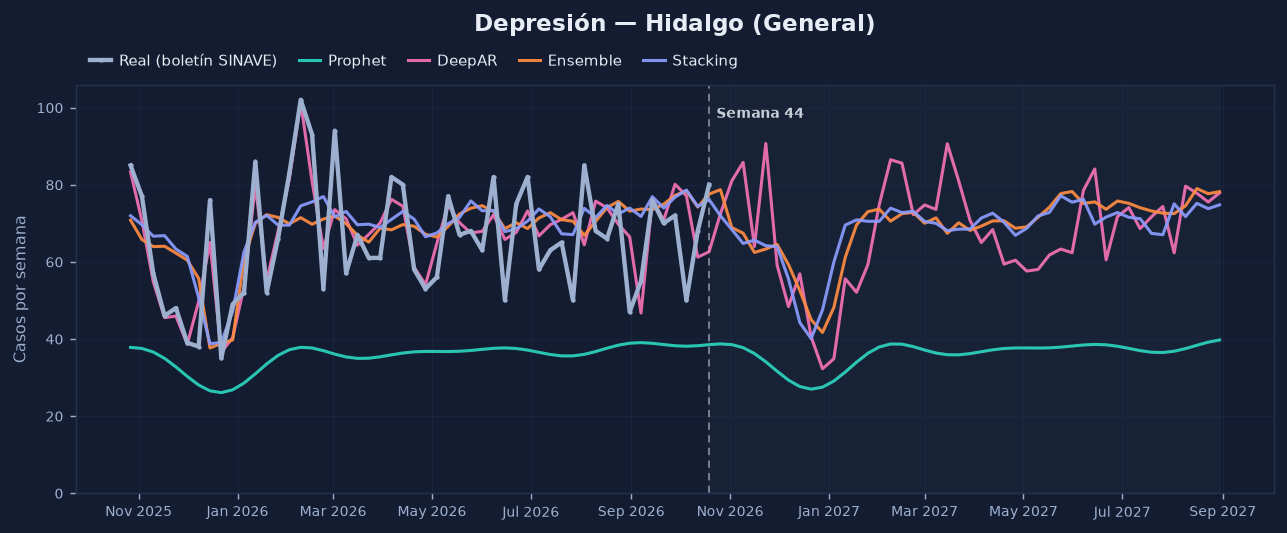 Depresión — Hidalgo (General)
Real (boletín SINAVE) Prophet DeepAR Ensemble Stacking
Semana 44
Casos por semana
100
80
60
40
20
0
Nov 2025 Jan 2026 Mar 2026 May 2026 Jul 2026 Sep 2026 Nov 2026 Jan 2027 Mar 2027 May 2027 Jul 2027 Sep 2027